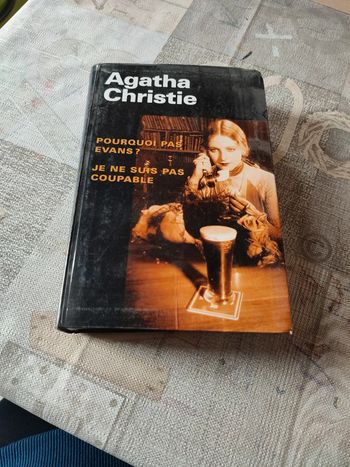 Agatha
Christie
POURQUOI PAS
EVANS ?
JE NE SUIS PAS
COUPABLE